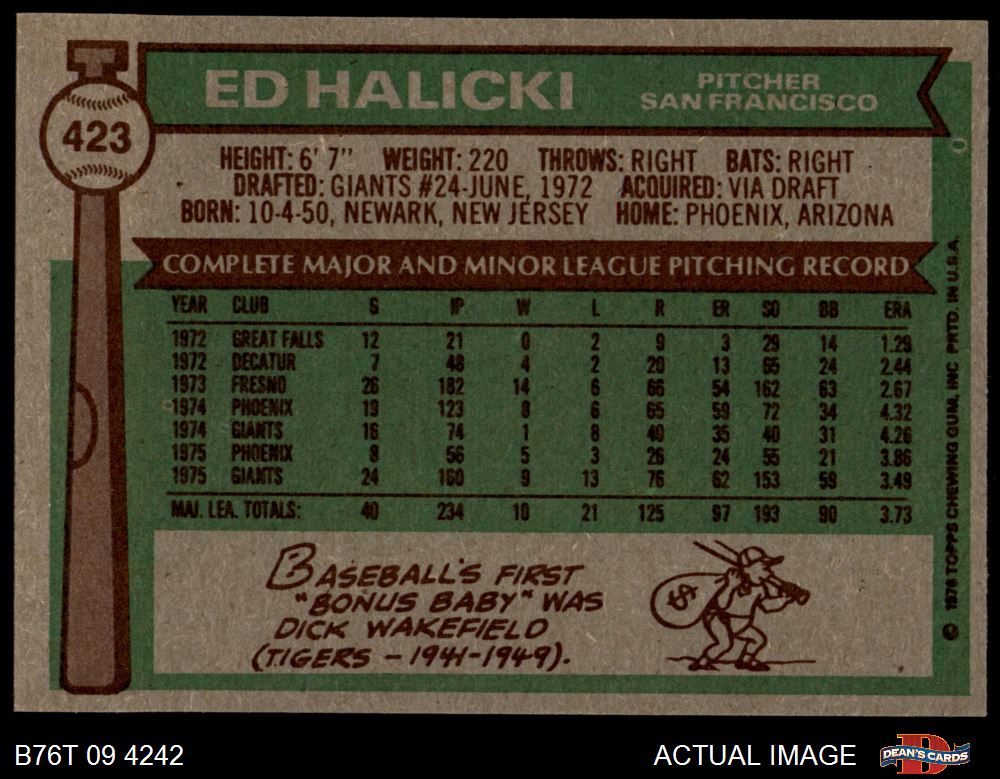 423
ED HALICKI
PITCHER
SAN FRANCISCO
HEIGHT: 6' 7" WEIGHT: 220 THROWS: RIGHT BATS: RIGHT
DRAFTED: GIANTS #24-JUNE, 1972 ACQUIRED: VIA DRAFT
BORN: 10-4-50, NEWARK, NEW JERSEY HOME: PHOENIX, ARIZONA
COMPLETE MAJOR AND MINOR LEAGUE PITCHING RECORD
YEAR CLUB G IP W L R ER SO BB ERA
1972 GREAT FALLS 12 21 0 2 9 3 29 14 1.29
1972 DECATUR 7 48 4 2 20 13 65 24 2.44
1973 FRESNO 26 182 14 6 66 54 162 63 2.67
1974 PHOENIX 19 123 8 6 65 59 72 34 4.32
1974 GIANTS 16 74 1 8 40 35 40 31 4.26
1975 PHOENIX 8 56 5 3 26 24 55 21 3.86
1975 GIANTS 24 160 9 13 76 62 153 59 3.49
MAJ. LEA. TOTALS: 40 234 10 21 125 97 193 90 3.73
BASEBALL'S FIRST
"BONUS BABY" WAS
DICK WAKEFIELD
(TIGERS - 1941-1949).
$
© 1976 TOPPS CHEWING GUM, INC. PRTD. IN U.S.A.
T
B76T 09 4242
ACTUAL IMAGE
DEAN'S CARDS